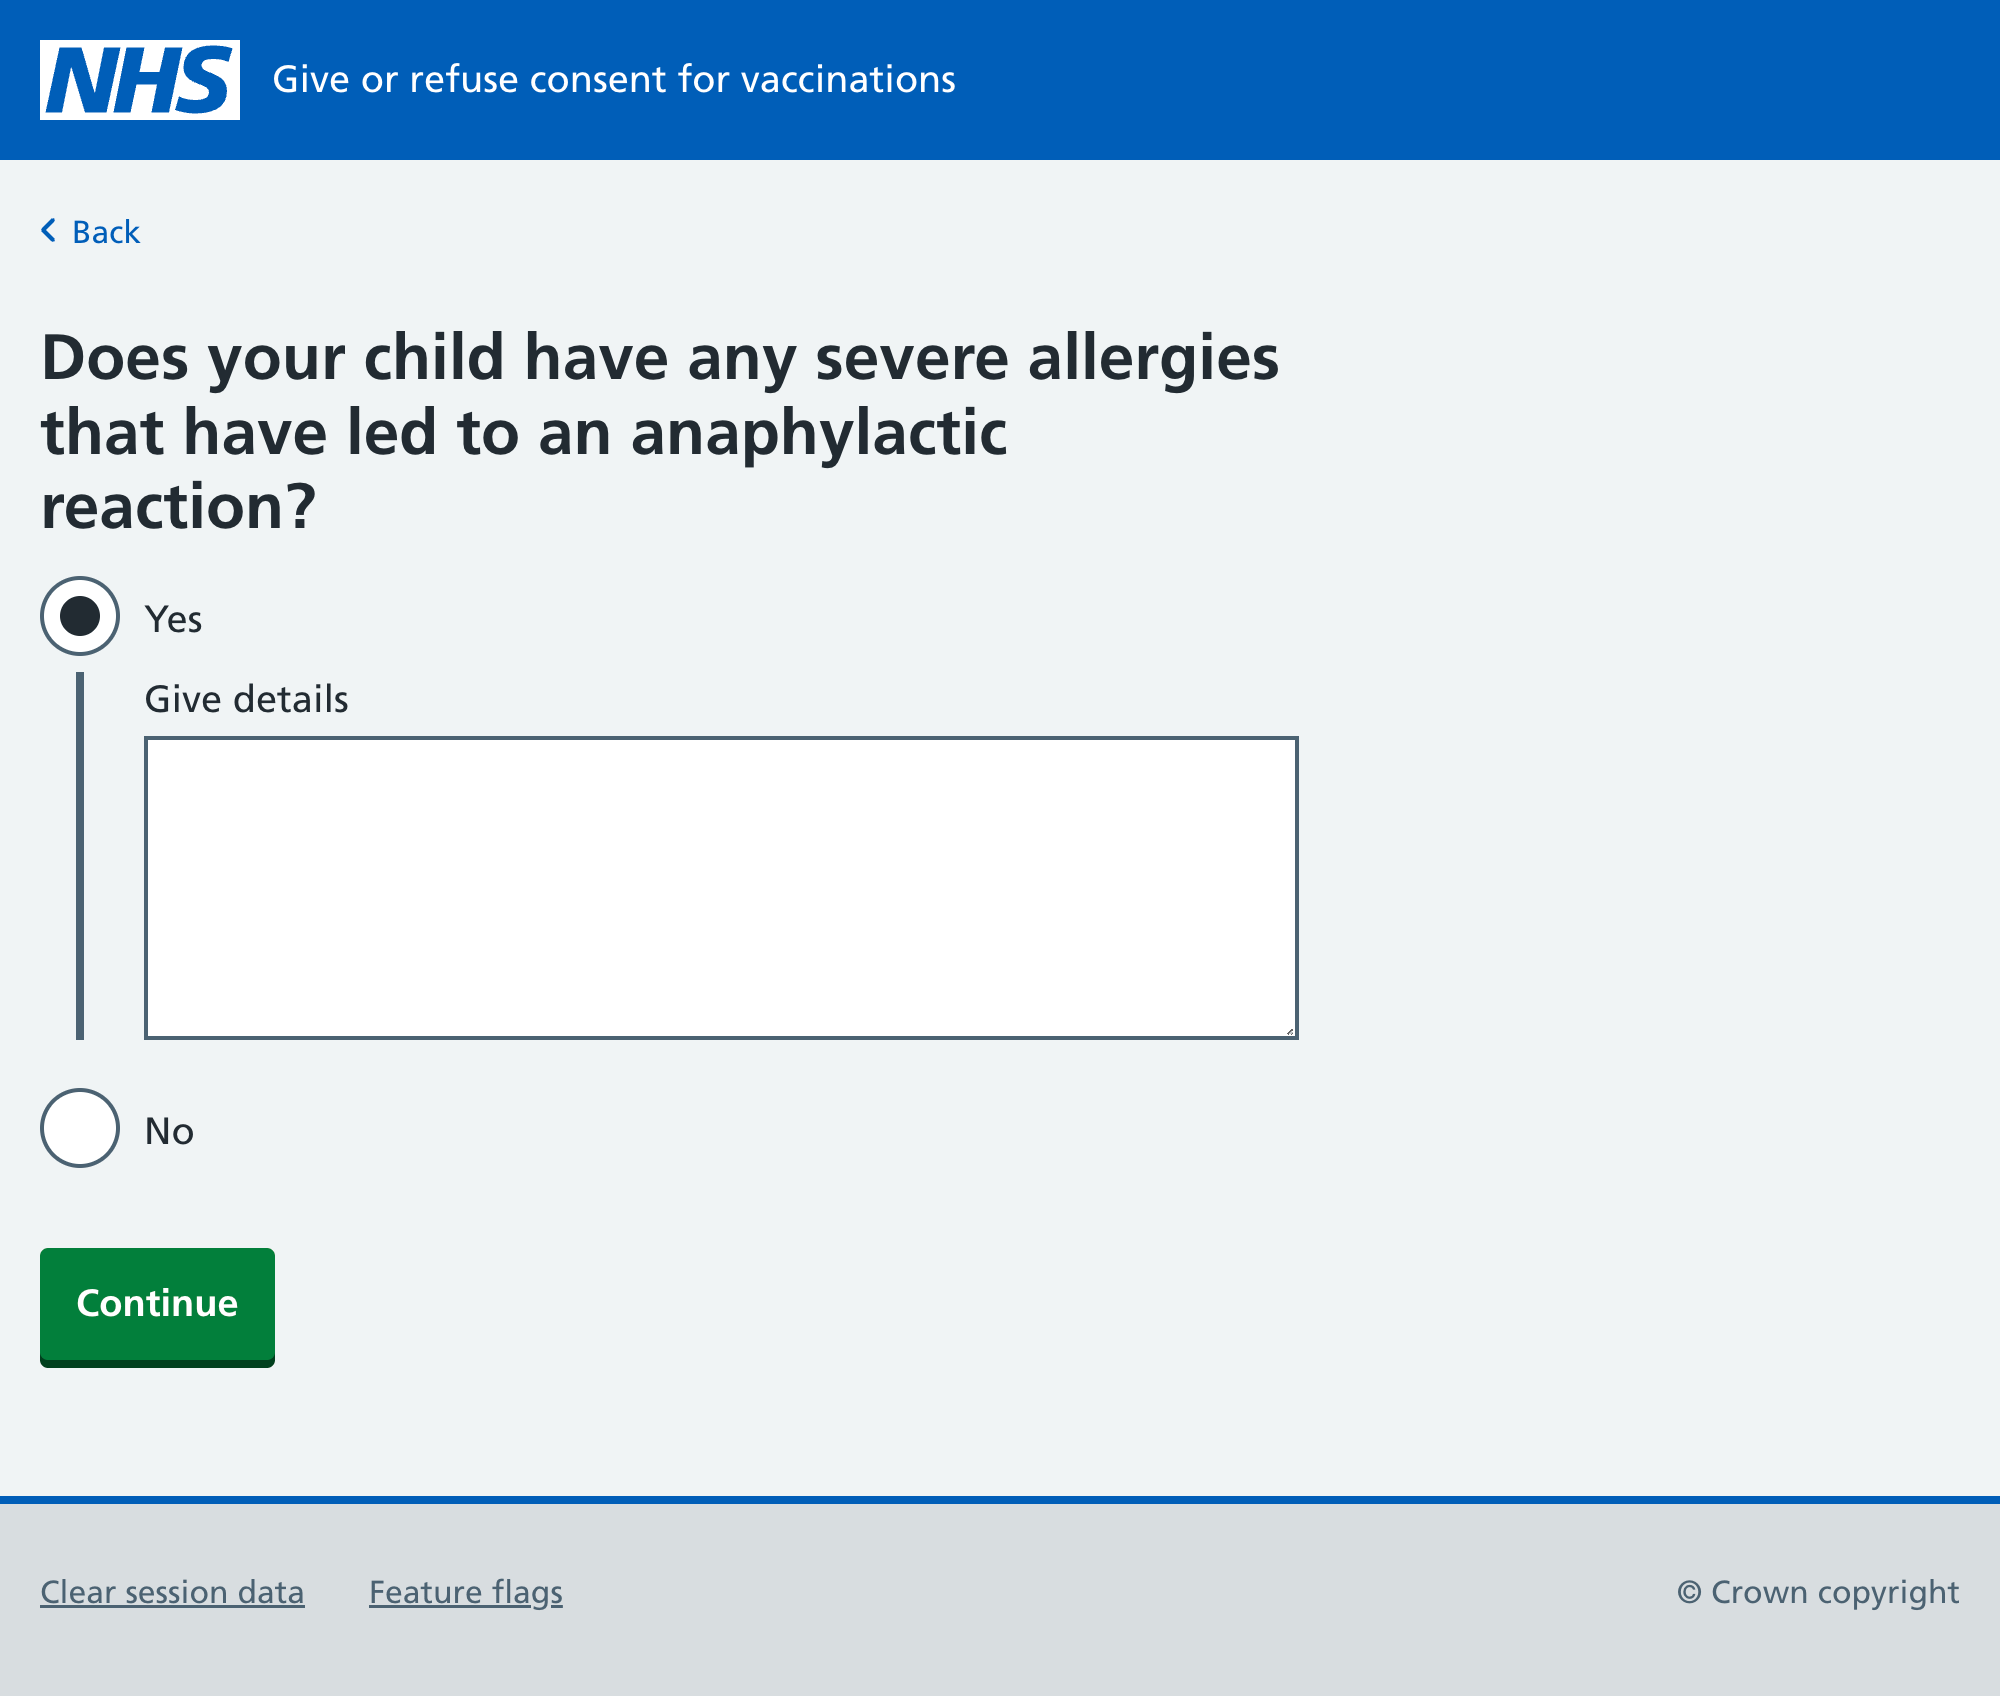 NHS
Give or refuse consent for vaccinations
Back
Does your child have any severe allergies
that have led to an anaphylactic
reaction?
Yes
Give details
No
Continue
Clear session data
Feature flags
© Crown copyright